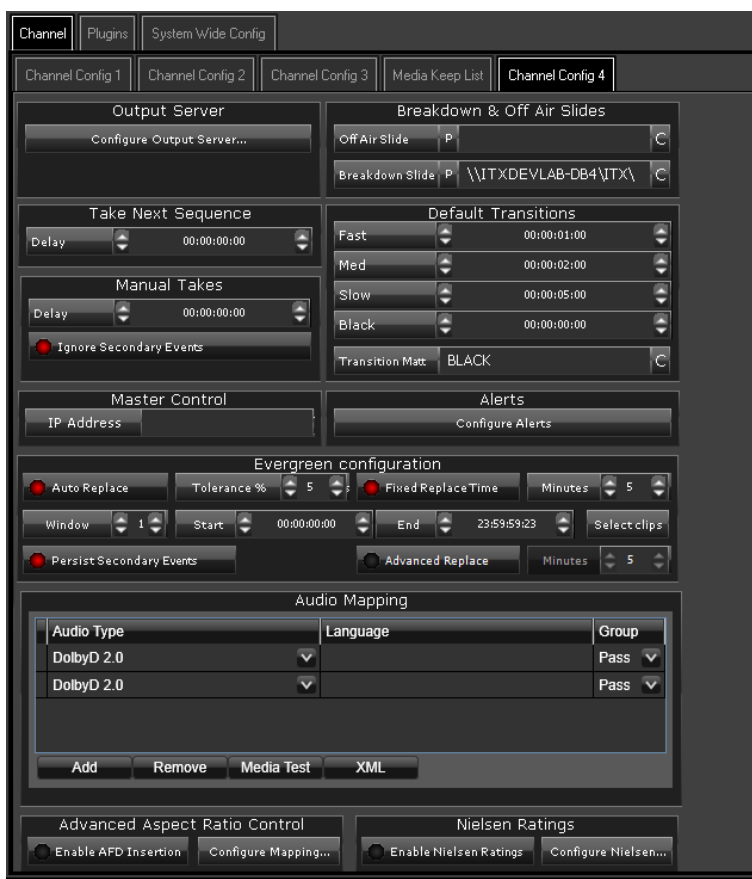 Channel Plugins System Wide Config
Channel Config 1 Channel Config 2 Channel Config 3 Media Keep List Channel Config 4
Output Server
Configure Output Server...
Breakdown & Off Air Slides
Off Air Slide P C
Breakdown Slide P \\ITXDEVLAB-DB4\ITX\ C
Take Next Sequence
Delay 00:00:00:00
Default Transitions
Fast 00:00:01:00
Med 00:00:02:00
Slow 00:00:05:00
Black 00:00:00:00
Transition Matt BLACK C
Manual Takes
Delay 00:00:00:00
Ignore Secondary Events
Master Control
IP Address
Alerts
Configure Alerts
Evergreen configuration
Auto Replace Tolerance % 5 Fixed Replace Time Minutes 5
Window 1 Start 00:00:00:00 End 23:59:59:23 Select clips
Persist Secondary Events Advanced Replace Minutes 5
Audio Mapping
Audio Type Language Group
DolbyD 2.0 Pass
DolbyD 2.0 Pass
Add Remove Media Test XML
Advanced Aspect Ratio Control
Enable AFD Insertion Configure Mapping...
Nielsen Ratings
Enable Nielsen Ratings Configure Nielsen...